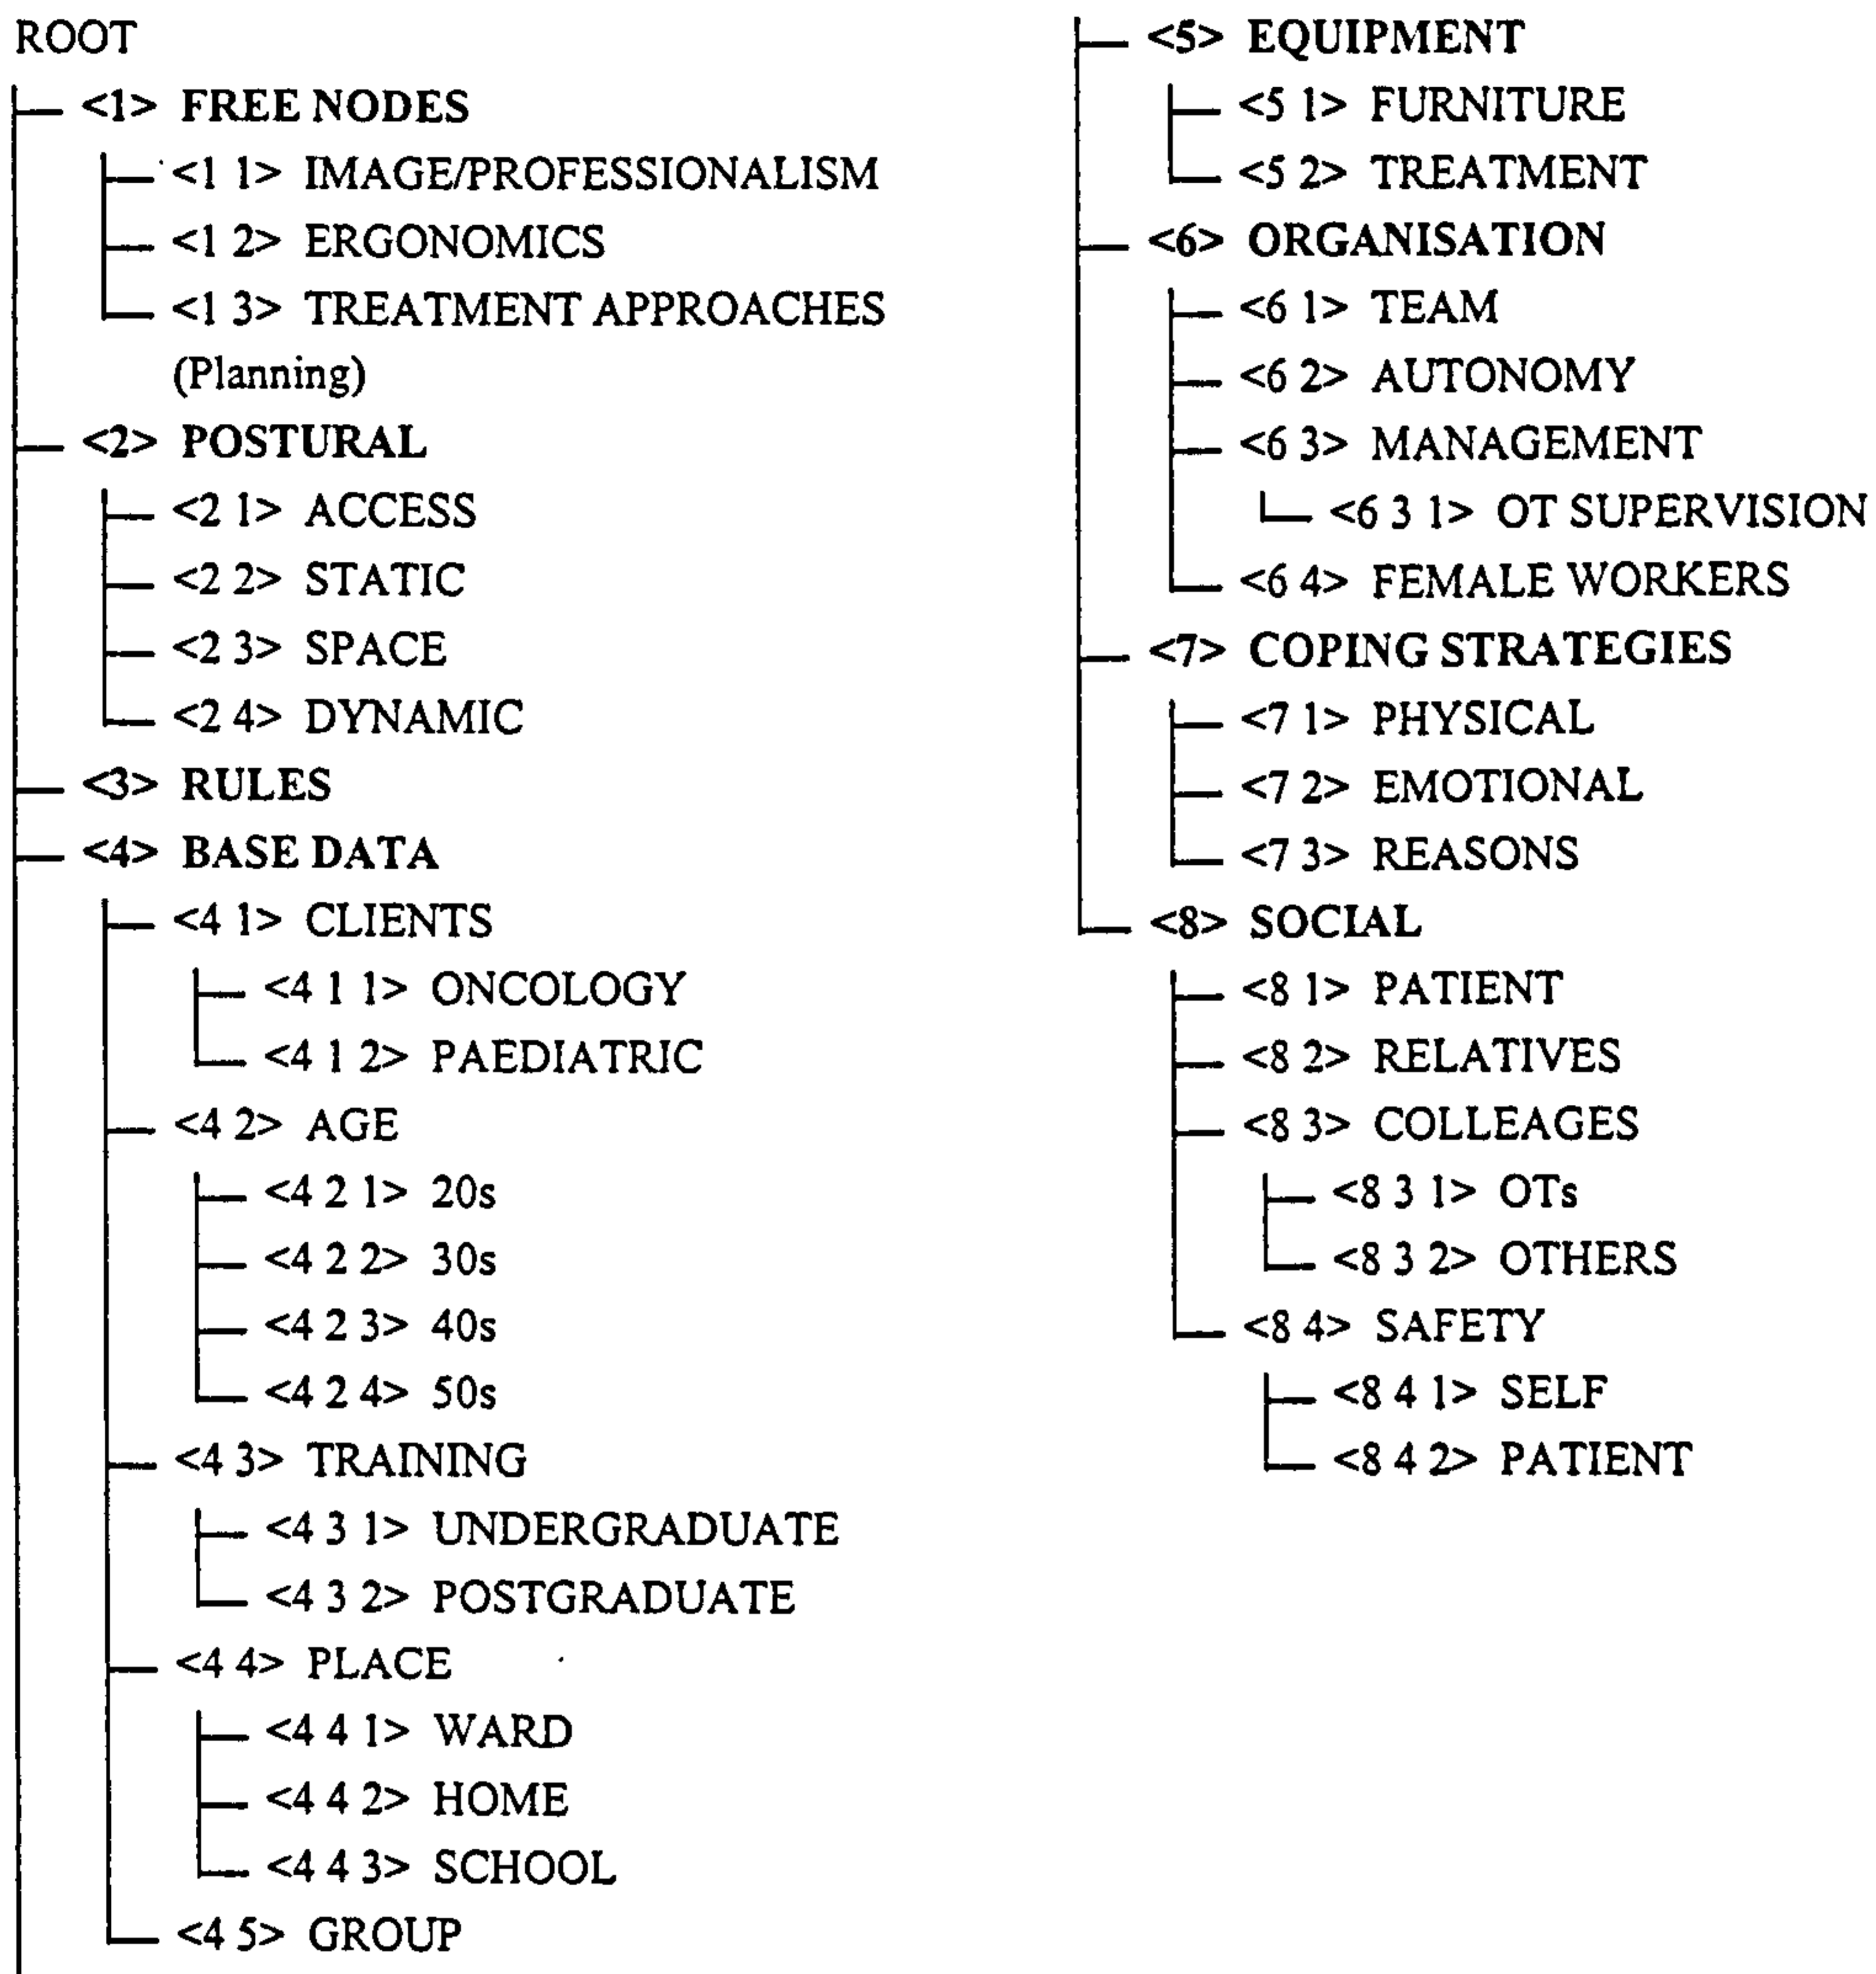 ROOT
<1> FREE NODES
<1 1> IMAGE/PROFESSIONALISM
<1 2> ERGONOMICS
<1 3> TREATMENT APPROACHES
(Planning)
<2> POSTURAL
<2 1> ACCESS
<2 2> STATIC
<2 3> SPACE
<2 4> DYNAMIC
<3> RULES
<4> BASE DATA
<4 1> CLIENTS
<4 1 1> ONCOLOGY
<4 1 2> PAEDIATRIC
<4 2> AGE
<4 2 1> 20s
<4 2 2> 30s
<4 2 3> 40s
<4 2 4> 50s
<4 3> TRAINING
<4 3 1> UNDERGRADUATE
<4 3 2> POSTGRADUATE
<4 4> PLACE
<4 4 1> WARD
<4 4 2> HOME
<4 4 3> SCHOOL
<4 5> GROUP
<5> EQUIPMENT
<5 1> FURNITURE
<5 2> TREATMENT
<6> ORGANISATION
<6 1> TEAM
<6 2> AUTONOMY
<6 3> MANAGEMENT
<6 3 1> OT SUPERVISION
<6 4> FEMALE WORKERS
<7> COPING STRATEGIES
<7 1> PHYSICAL
<7 2> EMOTIONAL
<7 3> REASONS
<8> SOCIAL
<8 1> PATIENT
<8 2> RELATIVES
<8 3> COLLEAGES
<8 3 1> OTs
<8 3 2> OTHERS
<8 4> SAFETY
<8 4 1> SELF
<8 4 2> PATIENT